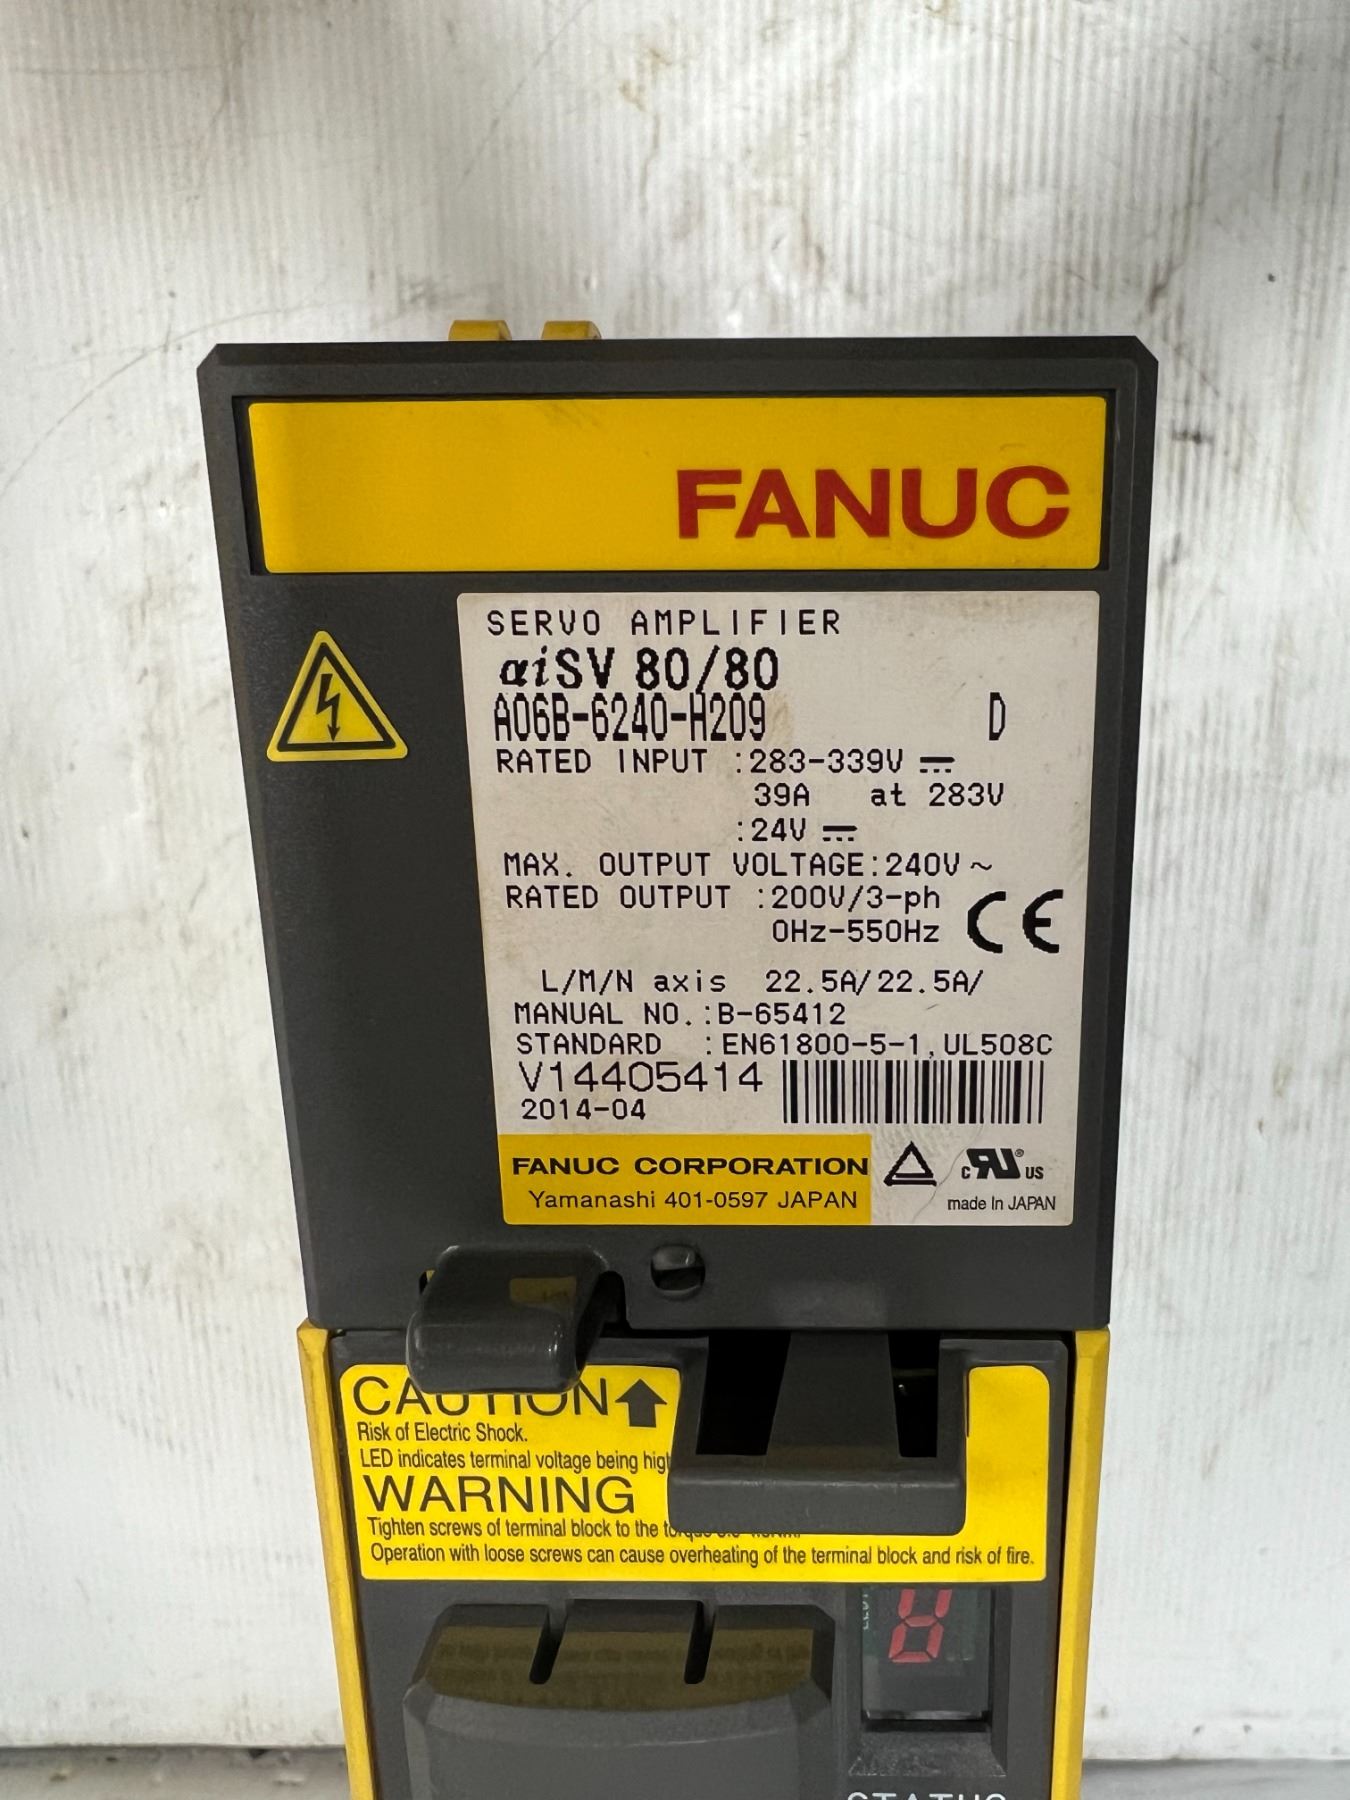 FANUC
SERVO AMPLIFIER
αiSV 80/80
A06B-6240-H209 D
RATED INPUT :283-339V ⎓
39A at 283V
:24V ⎓
MAX. OUTPUT VOLTAGE:240V ~
RATED OUTPUT :200V/3-ph
0Hz-550Hz CE
L/M/N axis 22.5A/22.5A/
MANUAL NO.:B-65412
STANDARD :EN61800-5-1,UL508C
V14405414
2014-04
FANUC CORPORATION
Yamanashi 401-0597 JAPAN
c RU ® US
made In JAPAN
CAUTION
Risk of Electric Shock.
LED indicates terminal voltage being high
WARNING
Tighten screws of terminal block to the torque
Operation with loose screws can cause overheating of the terminal block and risk of fire.
STATUS